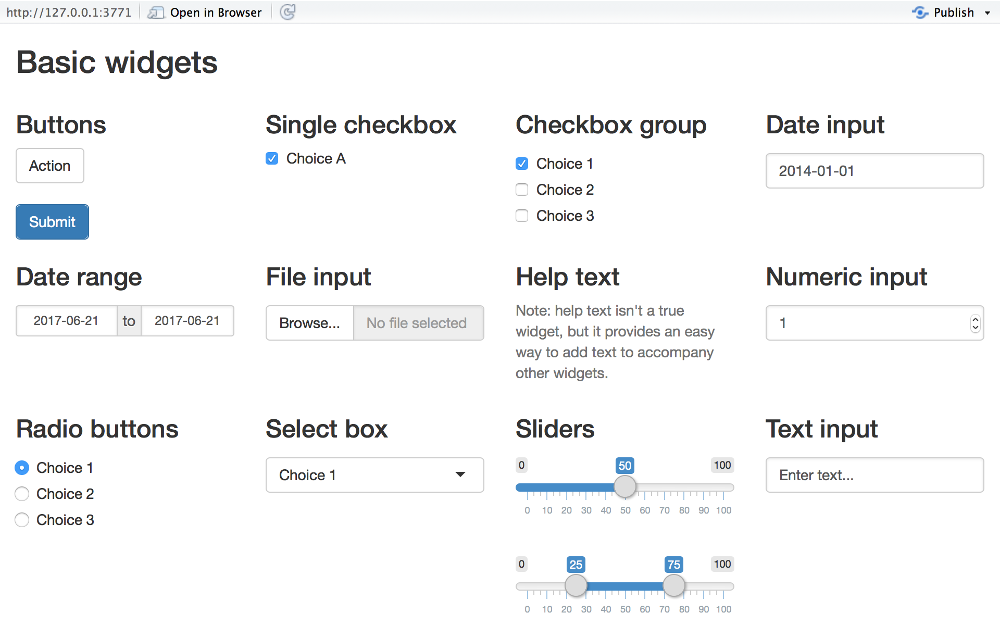 http://127.0.0.1:3771 Open in Browser Publish
Basic widgets
Buttons
Action
Submit
Single checkbox
Choice A
Checkbox group
Choice 1
Choice 2
Choice 3
Date input
2014-01-01
Date range
2017-06-21 to 2017-06-21
File input
Browse... No file selected
Help text
Note: help text isn't a true
widget, but it provides an easy
way to add text to accompany
other widgets.
Numeric input
1
Radio buttons
Choice 1
Choice 2
Choice 3
Select box
Choice 1
Sliders
0 50 100
0 10 20 30 40 50 60 70 80 90 100
0 25 75 100
0 10 20 30 40 50 60 70 80 90 100
Text input
Enter text...